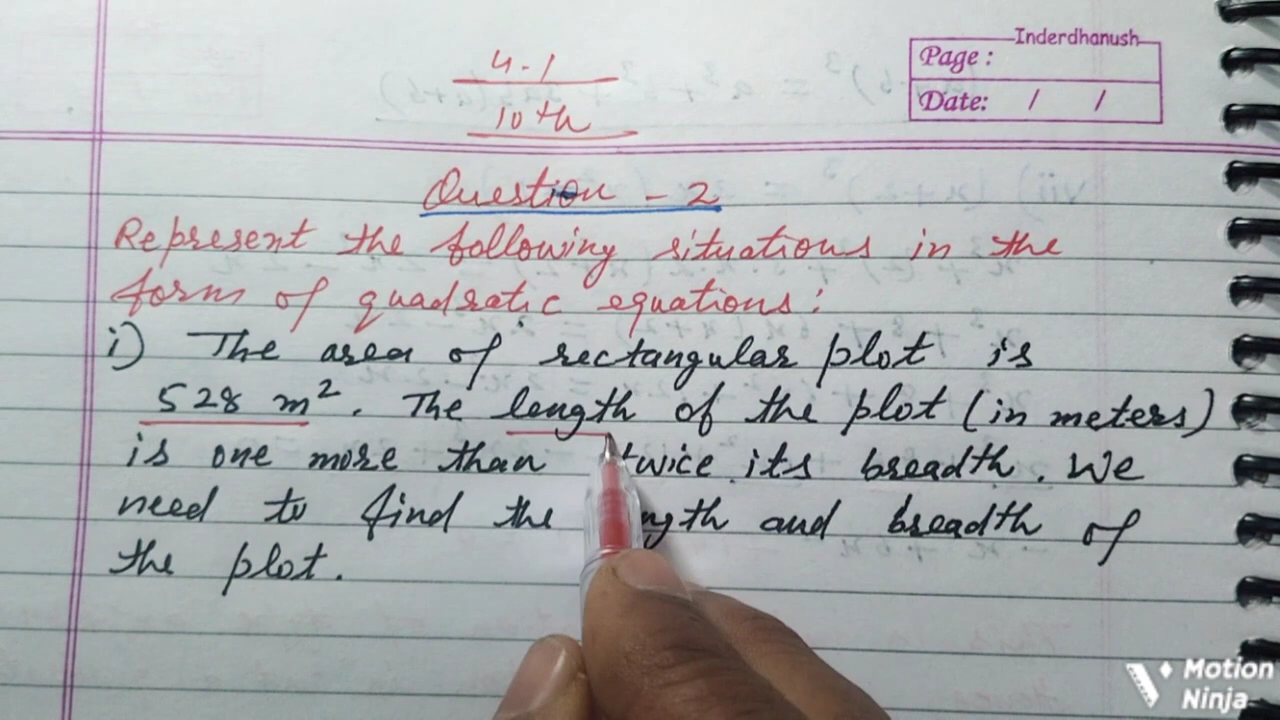 Inderdhanush
Page :
Date: / /
4.1
10th
Question - 2
Represent the following situations in the
form of quadratic equations:
i) The area of rectangular plot is
528 m². The length of the plot (in meters)
is one more than twice its breadth. We
need to find the and breadth of
the plot.
Motion
Ninja